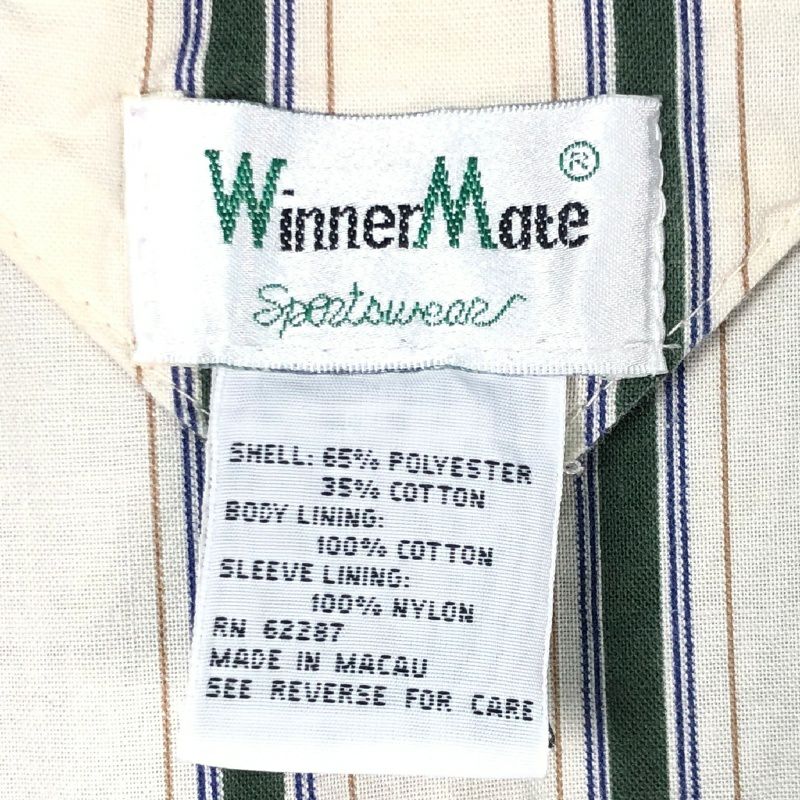 WinnerMate ®
Sportswear
SHELL: 65% POLYESTER
35% COTTON
BODY LINING:
100% COTTON
SLEEVE LINING:
100% NYLON
RN 62287
MADE IN MACAU
SEE REVERSE FOR CARE